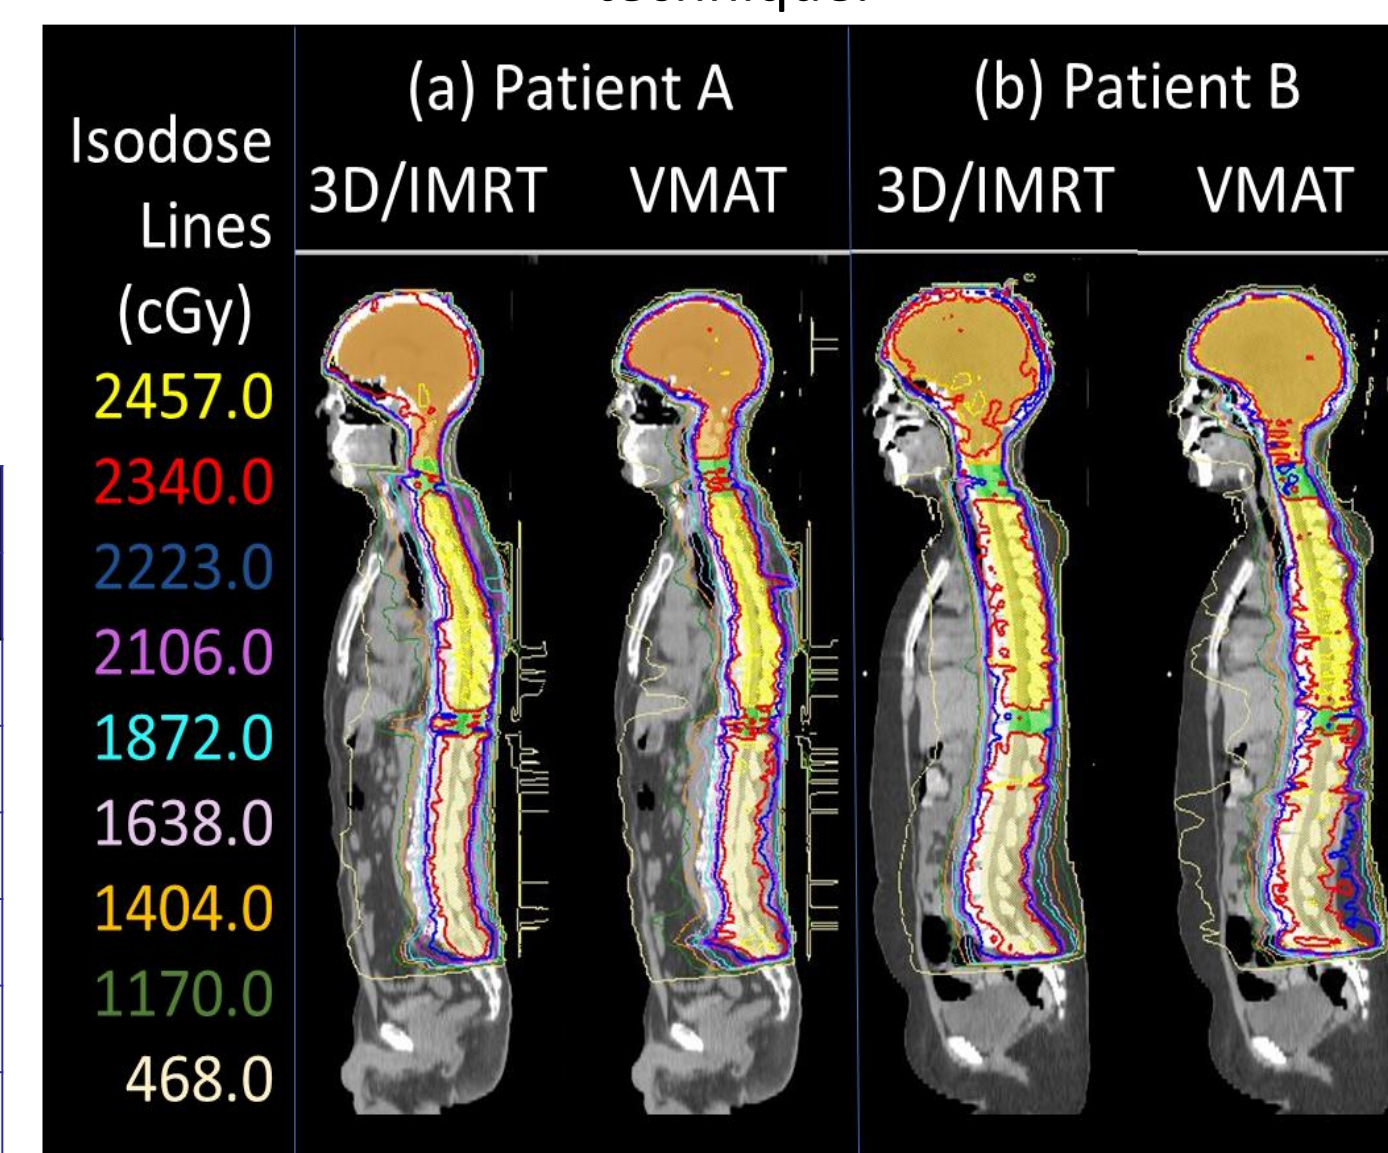 technique.
(a) Patient A
(b) Patient B
3D/IMRT
VMAT
3D/IMRT
VMAT
Isodose
Lines
(cGy)
2457.0
2340.0
2223.0
2106.0
1872.0
1638.0
1404.0
1170.0
468.0